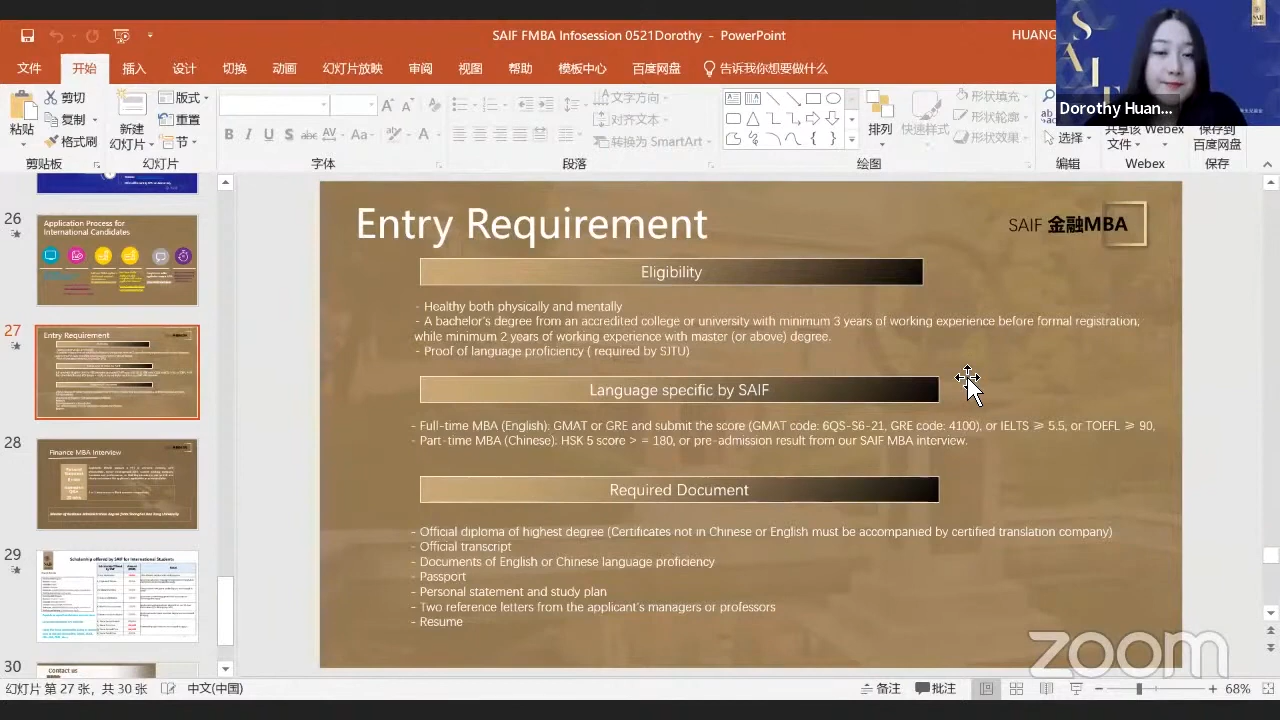 SAIF FMBA Infosession 0521Dorothy - PowerPoint
HUANG
SAIF
Dorothy Huan...
文件 开始 插入 设计 切换 动画 幻灯片放映 审阅 视图 帮助 模板中心 百度网盘 告诉我你想要做什么
粘贴 剪切 复制 格式刷
新建 幻灯片 版式 重置 节
B I U S abc AV Aa A
文字方向 对齐文本 转换为 SmartArt
排列 快速样式 形状填充 形状轮廓 形状效果
选择
共享该 Webex 文件
保存到 百度网盘
剪贴板 幻灯片 字体 段落 绘图 编辑 Webex 保存
26
Application Process for
International Candidates
27
Entry Requirement
28
Finance MBA Interview
29
Scholarship offered by SAIF for International Students
30
Contact us
Entry Requirement
SAIF 金融MBA
Eligibility
- Healthy both physically and mentally
- A bachelor's degree from an accredited college or university with minimum 3 years of working experience before formal registration;
while minimum 2 years of working experience with master (or above) degree.
- Proof of language proficiency ( required by SJTU)
Language specific by SAIF
- Full-time MBA (English): GMAT or GRE and submit the score (GMAT code: 6QS-S6-21, GRE code: 4100), or IELTS ⩾ 5.5, or TOEFL ⩾ 90,
- Part-time MBA (Chinese): HSK 5 score > = 180, or pre-admission result from our SAIF MBA interview.
Required Document
- Official diploma of highest degree (Certificates not in Chinese or English must be accompanied by certified translation company)
- Official transcript
- Documents of English or Chinese language proficiency
- Passport
- Personal statement and study plan
- Two reference letters from the applicant's managers or professors
- Resume
zoom
幻灯片 第 27 张，共 30 张 中文(中国) 备注 批注 68%